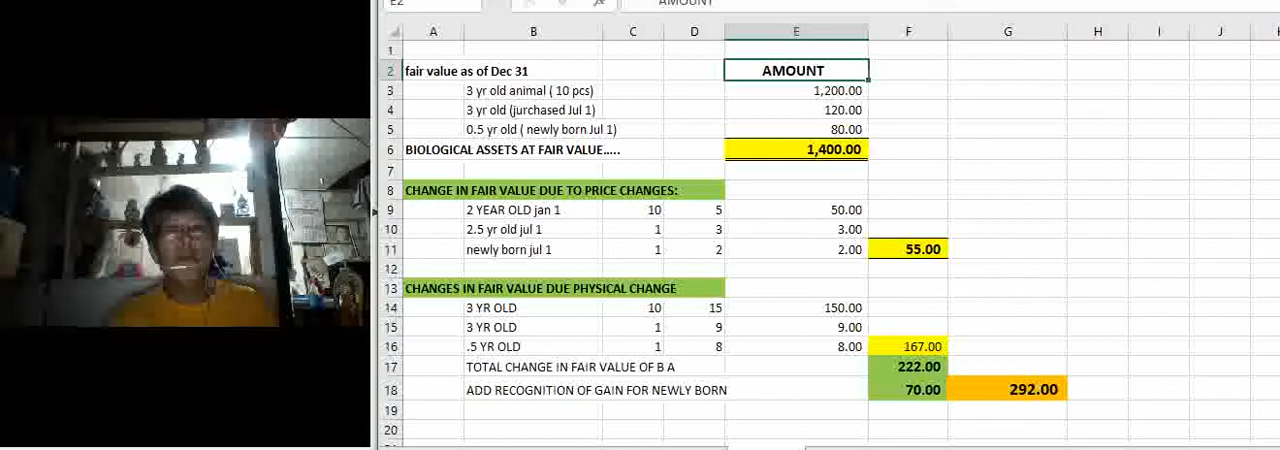 E2 fx AMOUNT
A B C D E F G H I J
1
2 fair value as of Dec 31 AMOUNT
3 3 yr old animal ( 10 pcs) 1,200.00
4 3 yr old (jurchased Jul 1) 120.00
5 0.5 yr old ( newly born Jul 1) 80.00
6 BIOLOGICAL ASSETS AT FAIR VALUE..... 1,400.00
7
8 CHANGE IN FAIR VALUE DUE TO PRICE CHANGES:
9 2 YEAR OLD jan 1 10 5 50.00
10 2.5 yr old jul 1 1 3 3.00
11 newly born jul 1 1 2 2.00 55.00
12
13 CHANGES IN FAIR VALUE DUE PHYSICAL CHANGE
14 3 YR OLD 10 15 150.00
15 3 YR OLD 1 9 9.00
16 .5 YR OLD 1 8 8.00 167.00
17 TOTAL CHANGE IN FAIR VALUE OF B A 222.00
18 ADD RECOGNITION OF GAIN FOR NEWLY BORN 70.00 292.00
19
20